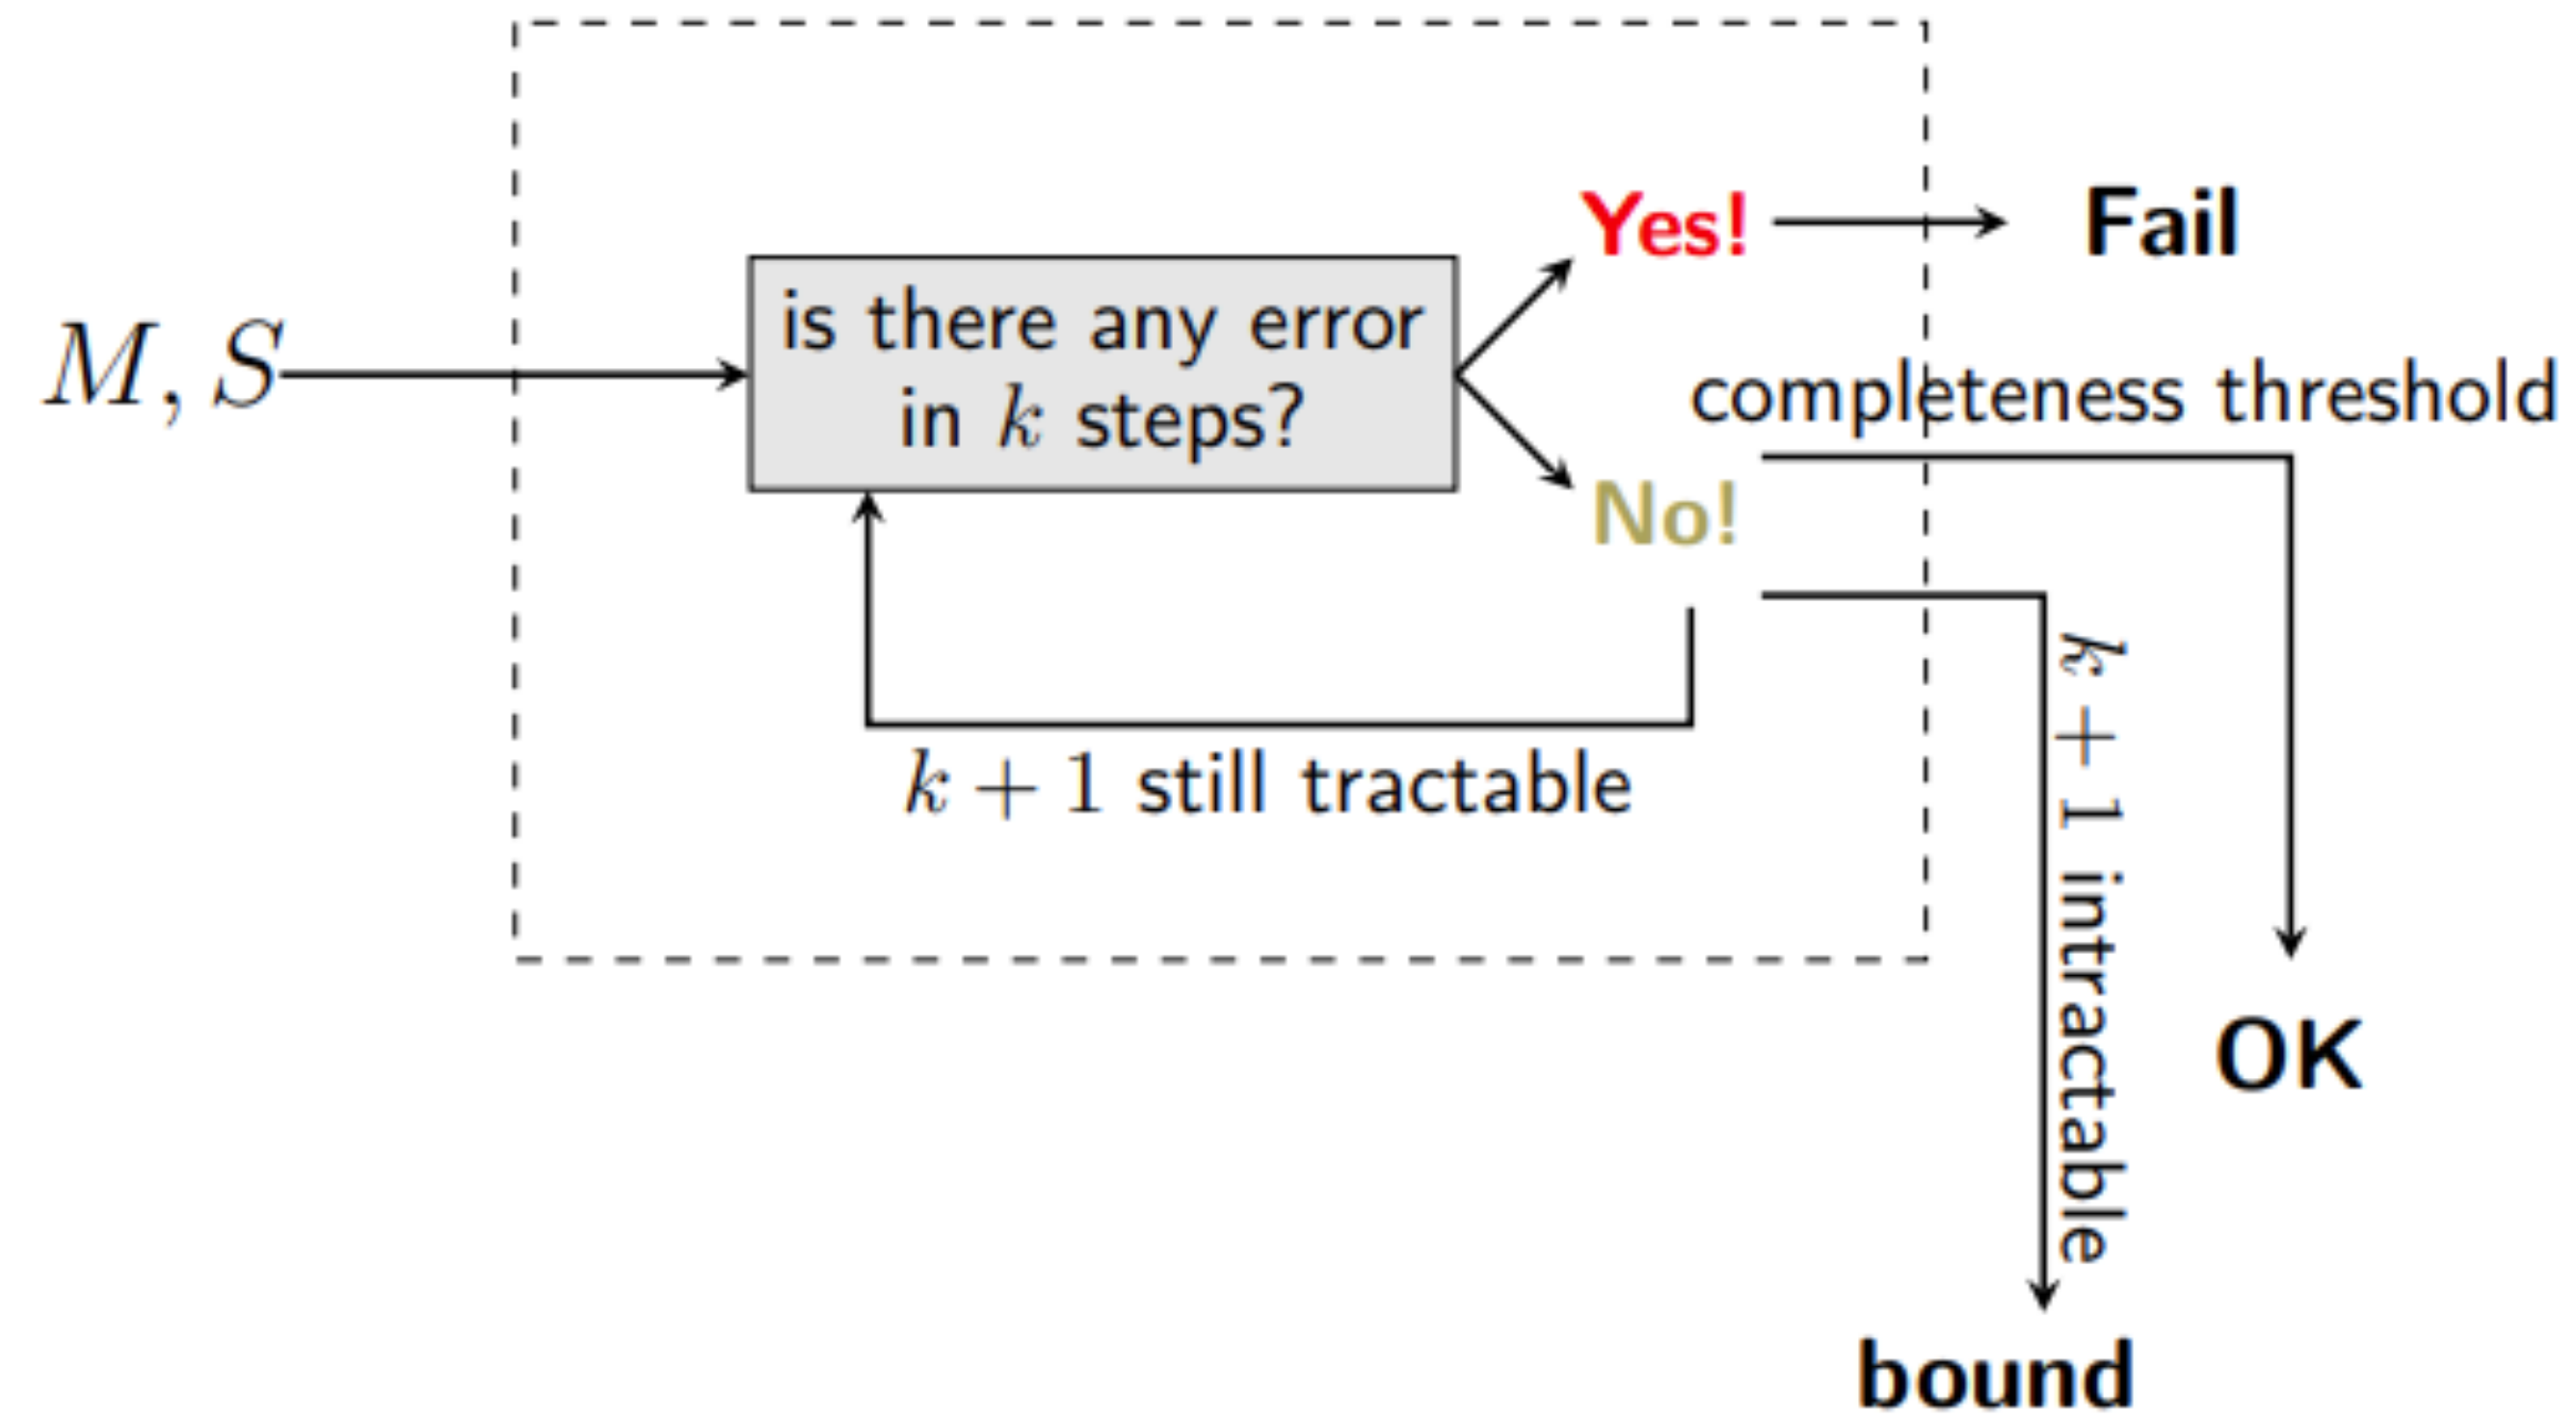 Yes!
Fail
M, S
is there any error
in k steps?
completeness threshold
No!
k + 1 still tractable
k + 1 intractable
OK
bound